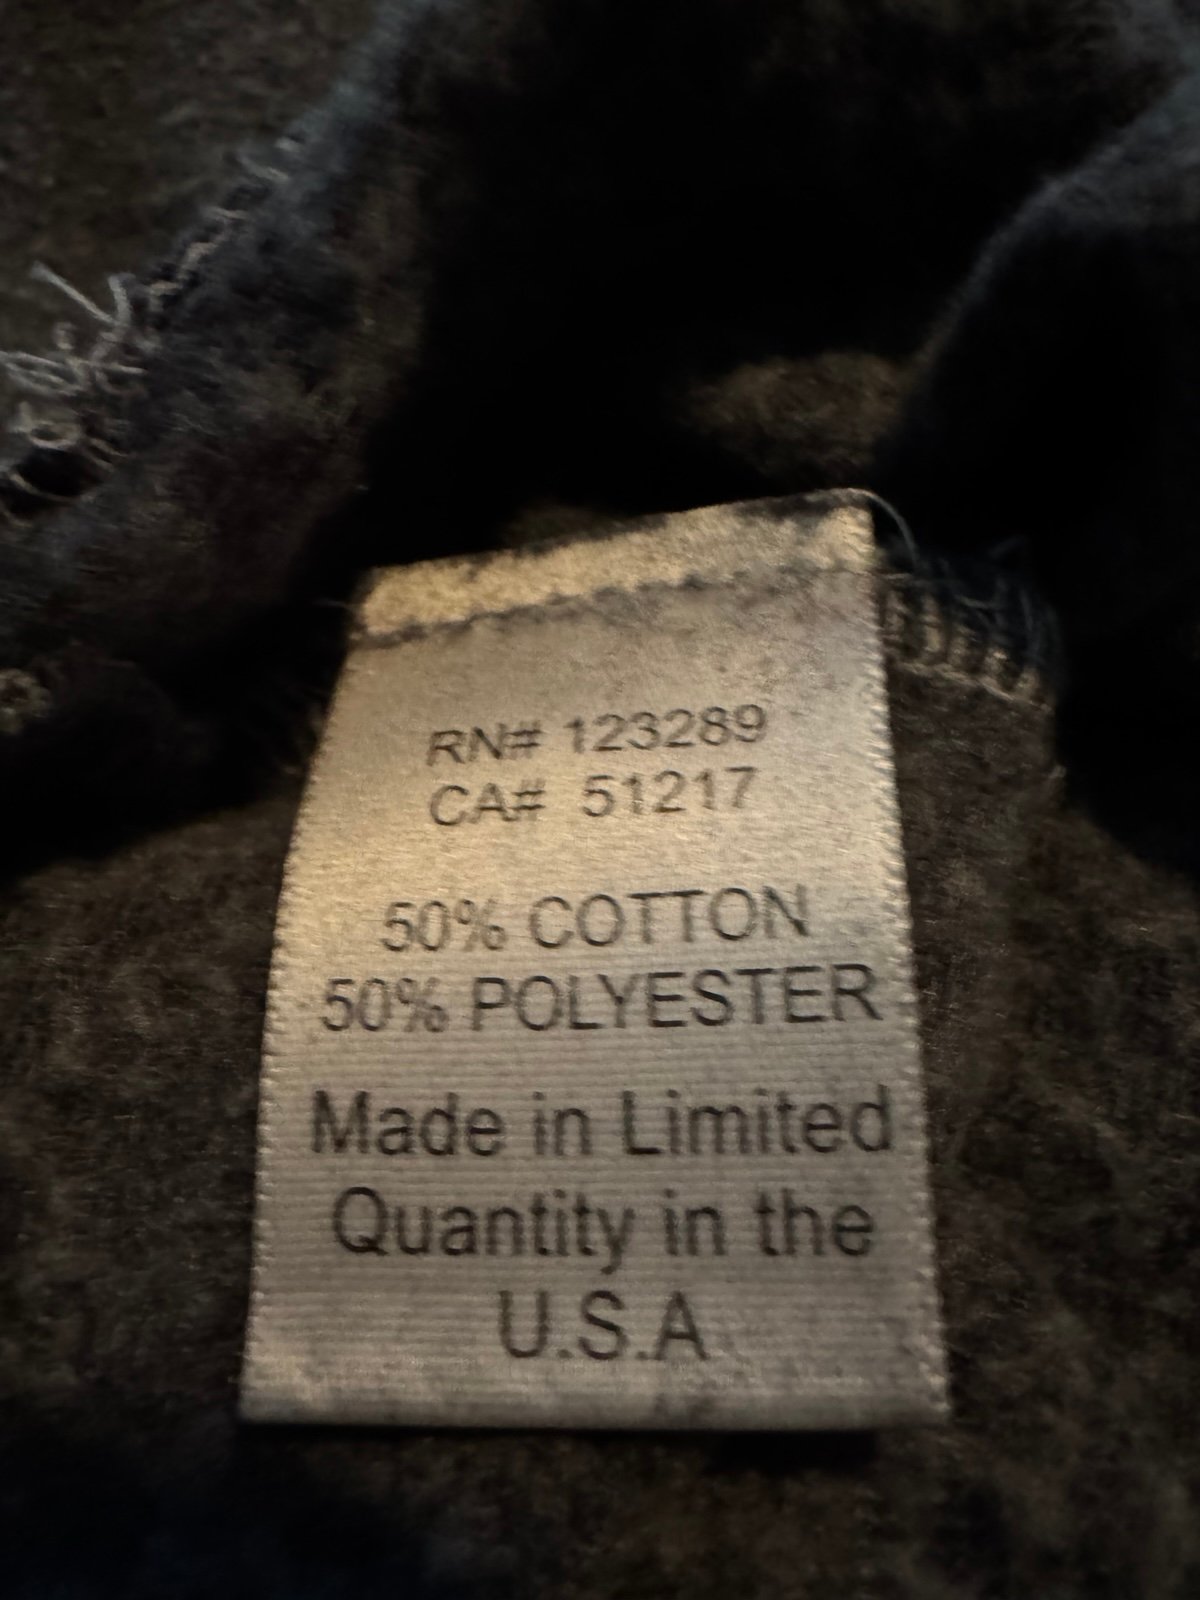 RN# 123289
CA# 51217
50% COTTON
50% POLYESTER
Made in Limited
Quantity in the
U.S.A